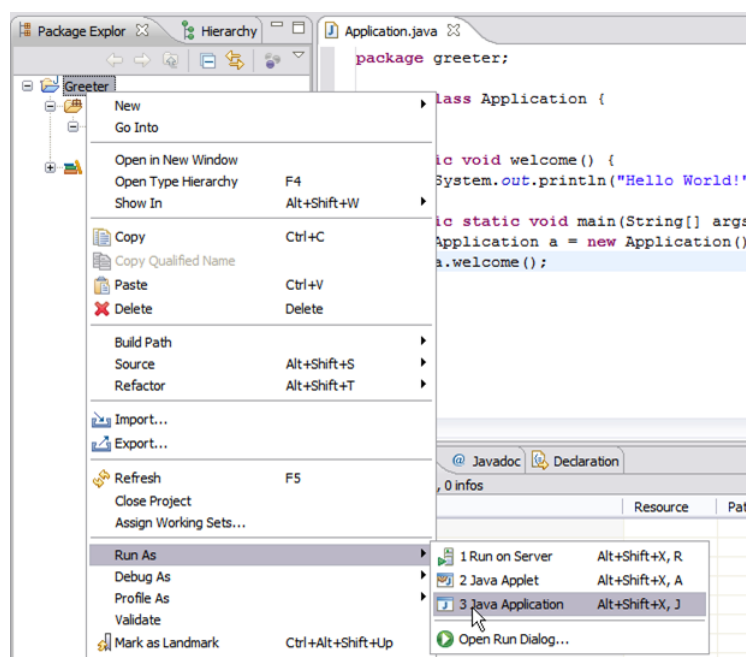 Package Explor
Hierarchy
Application.java
package greeter;
Greeter
lass Application {
New
Go Into
Open in New Window
ic void welcome() {
Open Type Hierarchy F4
System.out.println("Hello World!"
Show In Alt+Shift+W
ic static void main(String[] args
Copy Ctrl+C
Application a = new Application()
Copy Qualified Name
a.welcome();
Paste Ctrl+V
Delete Delete
Build Path
Source Alt+Shift+S
Refactor Alt+Shift+T
Import...
Export...
@ Javadoc Declaration
Refresh F5
, 0 infos
Close Project
Resource Pat
Assign Working Sets...
Run As
1 Run on Server Alt+Shift+X, R
Debug As
2 Java Applet Alt+Shift+X, A
Profile As
3 Java Application Alt+Shift+X, J
Validate
Mark as Landmark Ctrl+Alt+Shift+Up
Open Run Dialog...